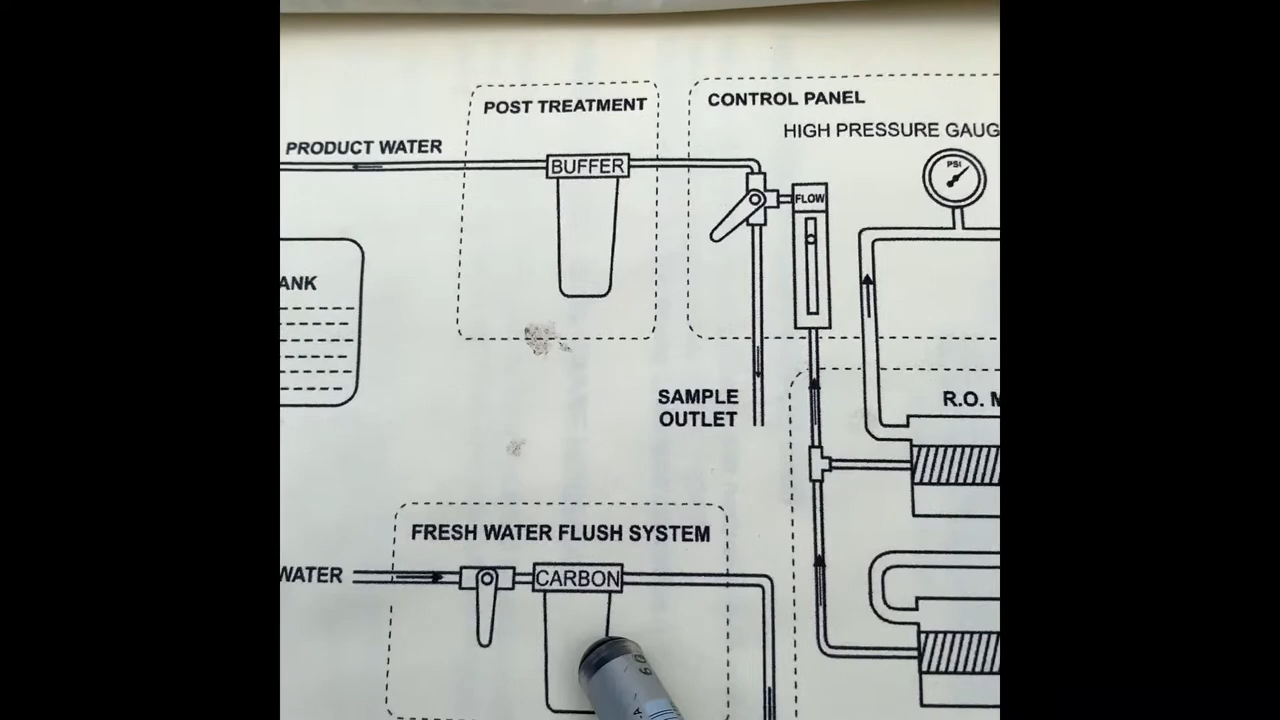 POST TREATMENT
CONTROL PANEL
HIGH PRESSURE GAUG
PRODUCT WATER
BUFFER
PSI
FLOW
ANK
SAMPLE
OUTLET
R.O. M
FRESH WATER FLUSH SYSTEM
WATER
CARBON